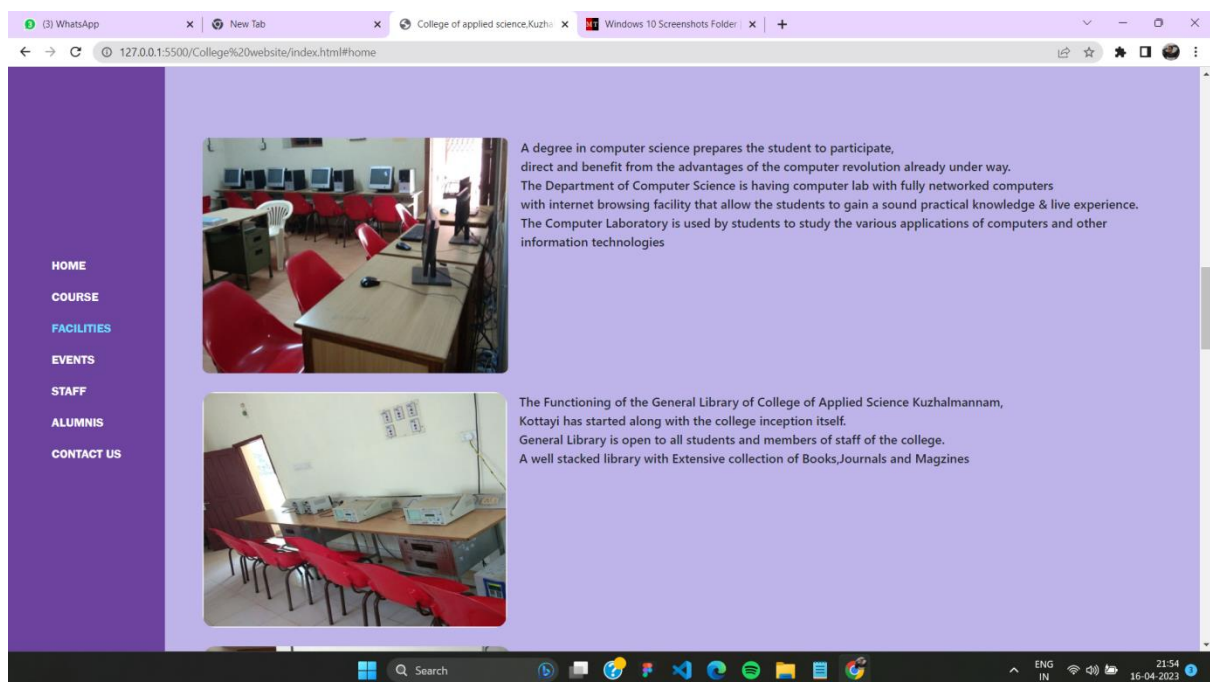 (3) WhatsApp
New Tab
College of applied science,Kuzha
MT
Windows 10 Screenshots Folder
127.0.0.1:5500/College%20website/index.html#home
A degree in computer science prepares the student to participate,
direct and benefit from the advantages of the computer revolution already under way.
The Department of Computer Science is having computer lab with fully networked computers
with internet browsing facility that allow the students to gain a sound practical knowledge & live experience.
The Computer Laboratory is used by students to study the various applications of computers and other
information technologies
HOME
COURSE
FACILITIES
EVENTS
STAFF
ALUMNIS
CONTACT US
The Functioning of the General Library of College of Applied Science Kuzhalmannam,
Kottayi has started along with the college inception itself.
General Library is open to all students and members of staff of the college.
A well stacked library with Extensive collection of Books,Journals and Magzines
Search
ENG
IN
21:54
16-04-2023
3